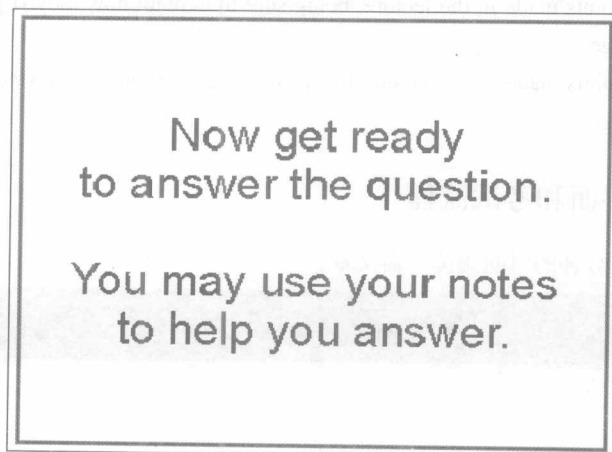 Now get ready
to answer the question.
You may use your notes
to help you answer.